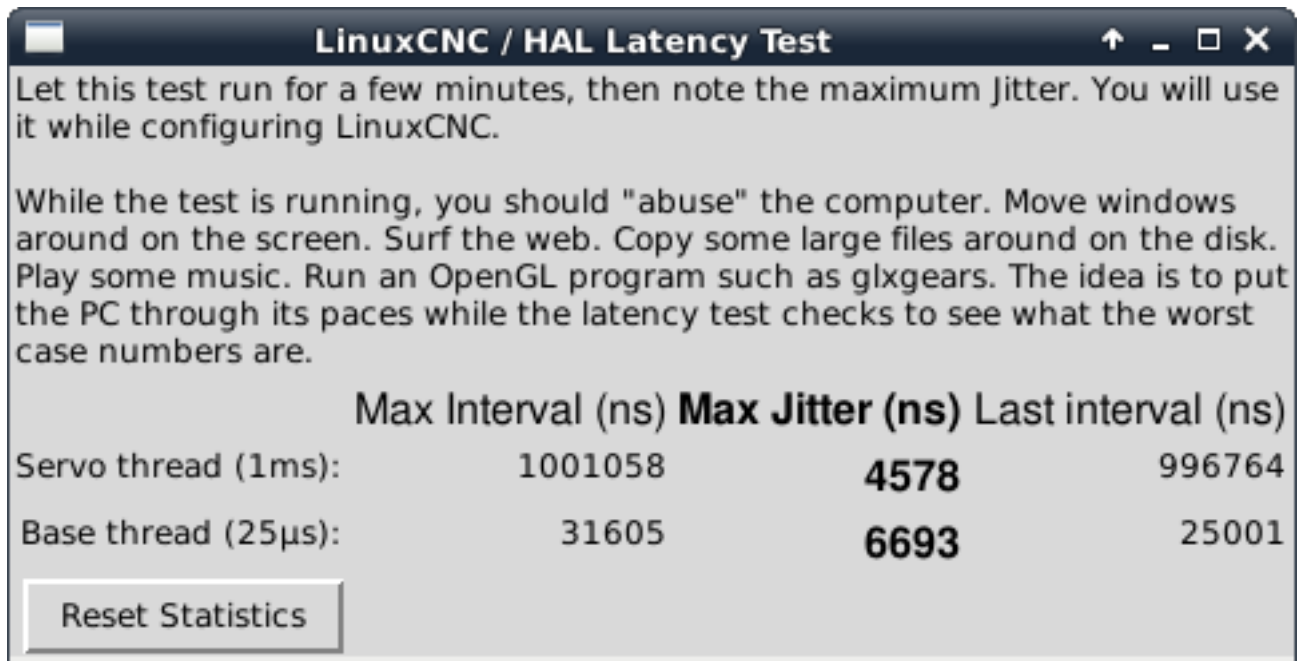 LinuxCNC / HAL Latency Test
Let this test run for a few minutes, then note the maximum Jitter. You will use
it while configuring LinuxCNC.
While the test is running, you should "abuse" the computer. Move windows
around on the screen. Surf the web. Copy some large files around on the disk.
Play some music. Run an OpenGL program such as glxgears. The idea is to put
the PC through its paces while the latency test checks to see what the worst
case numbers are.
Max Interval (ns) Max Jitter (ns) Last interval (ns)
Servo thread (1ms): 1001058 4578 996764
Base thread (25µs): 31605 6693 25001
Reset Statistics